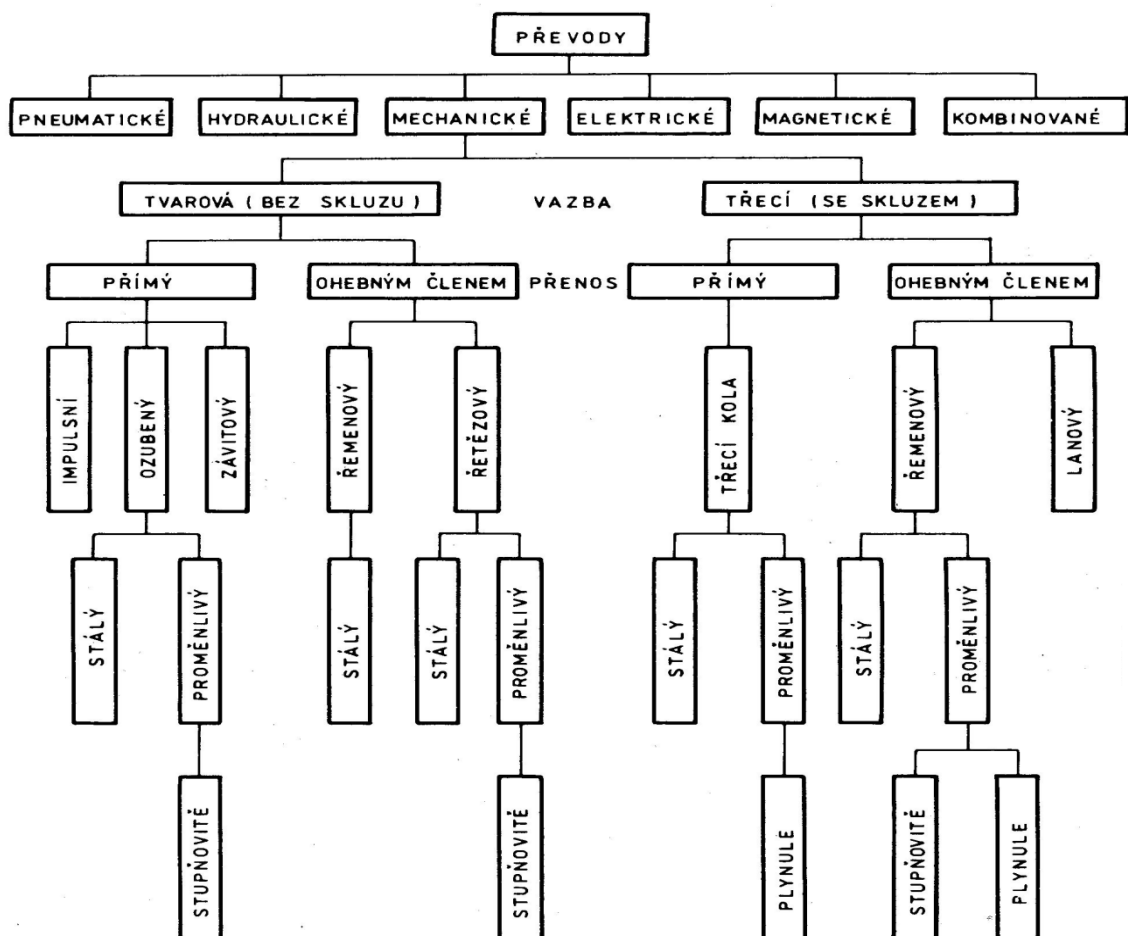 PŘEVODY
PNEUMATICKÉ
HYDRAULICKÉ
MECHANICKÉ
ELEKTRICKÉ
MAGNETICKÉ
KOMBINOVANÉ
TVAROVÁ (BEZ SKLUZU)
VAZBA
TŘECÍ (SE SKLUZEM)
PŘÍMÝ
OHEBNÝM ČLENEM
PŘENOS
PŘÍMÝ
OHEBNÝM ČLENEM
IMPULSNÍ
OZUBENÝ
ZÁVITOVÝ
ŘEMENOVÝ
ŘETĚZOVÝ
TŘECÍ KOLA
ŘEMENOVÝ
LANOVÝ
STÁLÝ
PROMĚNLIVÝ
STÁLÝ
STÁLÝ
PROMĚNLIVÝ
STÁLÝ
PROMĚNLIVÝ
STÁLÝ
PROMĚNLIVÝ
STUPŇOVITĚ
STUPŇOVITĚ
PLYNULE
STUPŇOVITĚ
PLYNULE